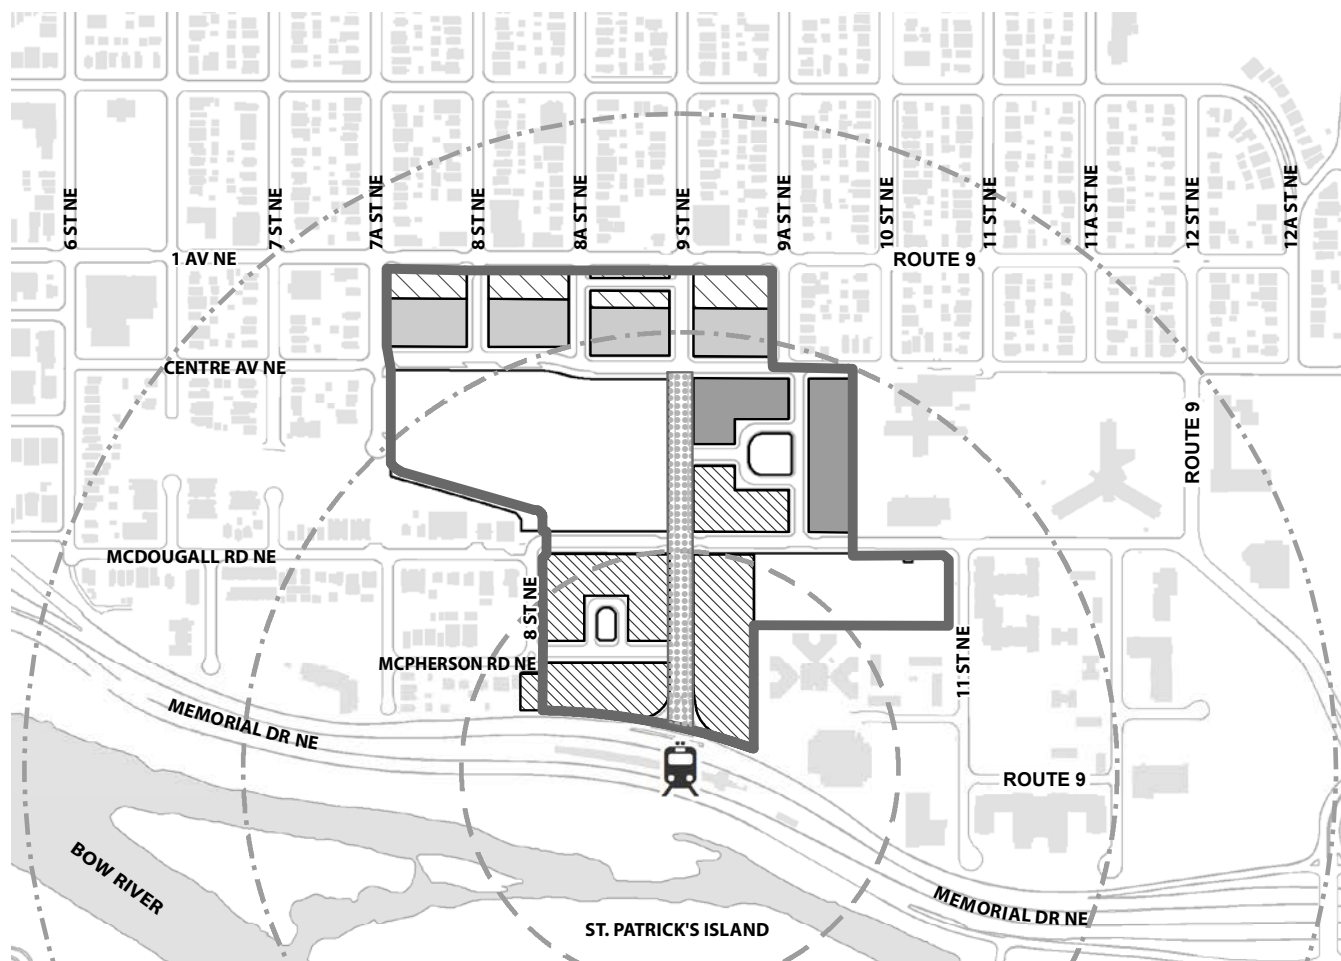 6 ST NE
7 ST NE
7A ST NE
8 ST NE
8A ST NE
9 ST NE
9A ST NE
10 ST NE
11 ST NE
11A ST NE
12 ST NE
12A ST NE
1 AV NE
ROUTE 9
CENTRE AV NE
ROUTE 9
MCDOUGALL RD NE
8 ST NE
MCPHERSON RD NE
11 ST NE
MEMORIAL DR NE
ROUTE 9
BOW RIVER
MEMORIAL DR NE
ST. PATRICK'S ISLAND